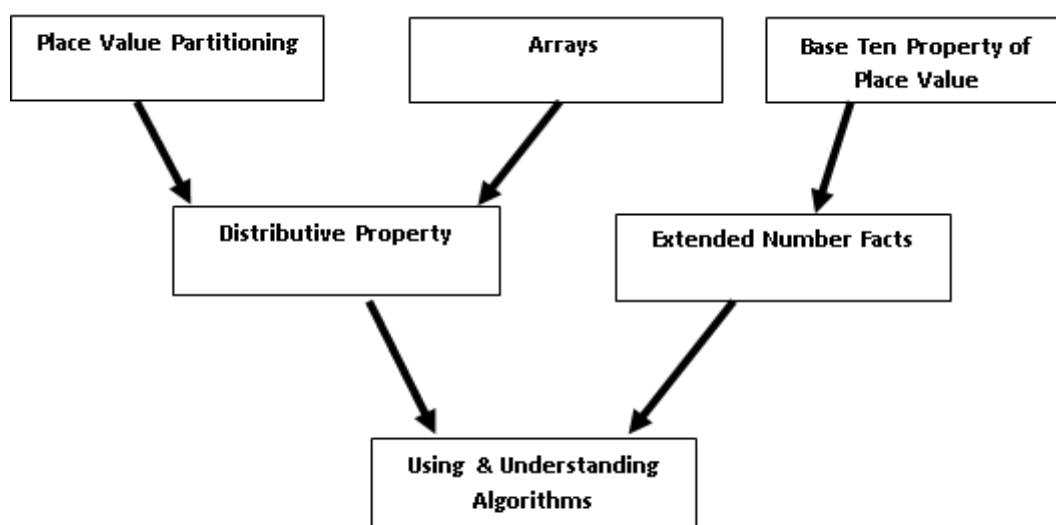 Place Value Partitioning
Arrays
Base Ten Property of
Place Value
Distributive Property
Extended Number Facts
Using & Understanding
Algorithms